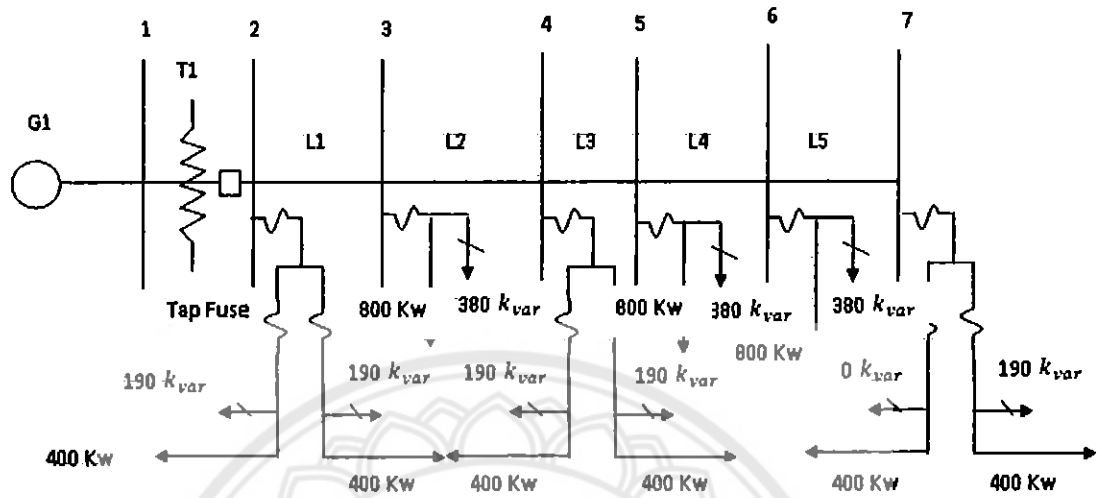 1 2 3 4 5 6 7
T1
G1 L1 L2 L3 L4 L5
Tap Fuse 800 Kw 380 k_var 800 Kw 380 k_var 380 k_var
800 Kw
190 k_var 190 k_var 190 k_var 190 k_var 0 k_var 190 k_var
400 Kw
400 Kw 400 Kw 400 Kw 400 Kw 400 Kw